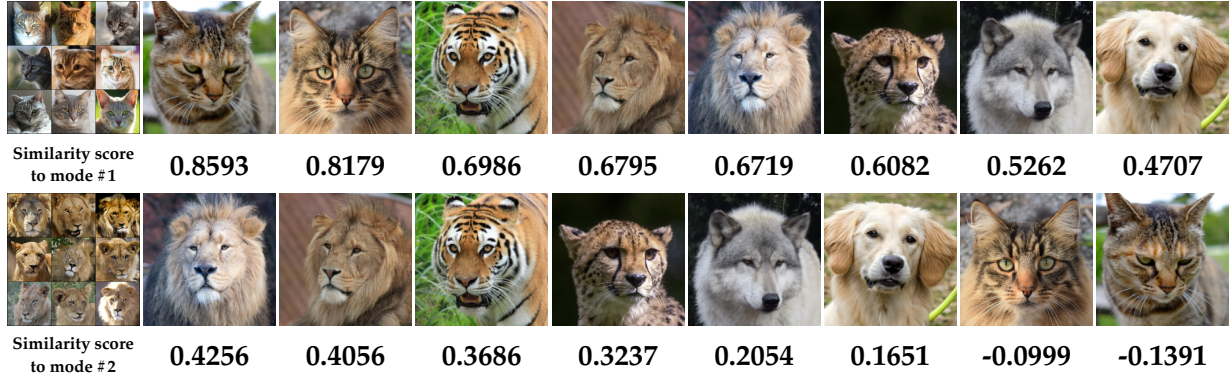 Similarity score
to mode #1
0.8593 0.8179 0.6986 0.6795 0.6719 0.6082 0.5262 0.4707
Similarity score
to mode #2
0.4256 0.4056 0.3686 0.3237 0.2054 0.1651 -0.0999 -0.1391